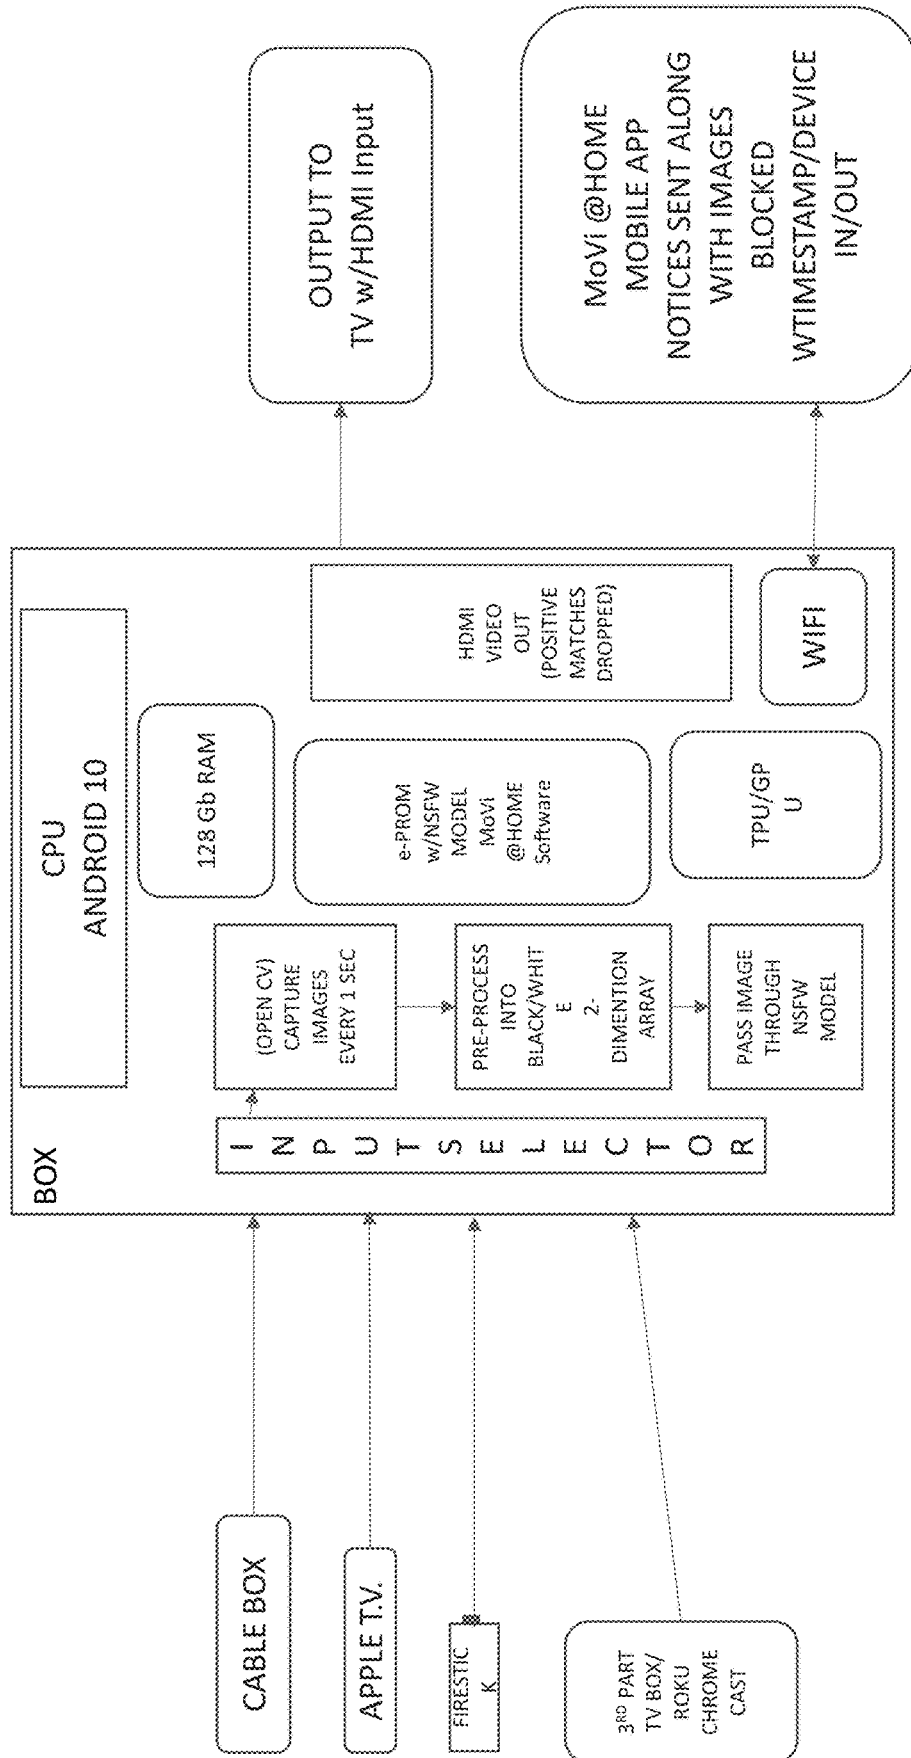 CABLE BOX
APPLE T.V.
FIRESTIC
K
3RD PART
TV BOX/
ROKU
CHROME
CAST
BOX
CPU
ANDROID 10
INPUTSELECTOR
(OPEN CV)
CAPTURE
IMAGES
EVERY 1 SEC
PRE-PROCESS
INTO
BLACK/WHIT
E
2-
DIMENTION
ARRAY
PASS IMAGE
THROUGH
NSFW
MODEL
128 Gb RAM
e-PROM
w/NSFW
MODEL
MoVi
@HOME
Software
TPU/GP
U
HDMI
VIDEO
OUT
(POSITIVE
MATCHES
DROPPED)
WIFI
OUTPUT TO
TV w/HDMI Input
MoVi @HOME
MOBILE APP
NOTICES SENT ALONG
WITH IMAGES
BLOCKED
WTIMESTAMP/DEVICE
IN/OUT